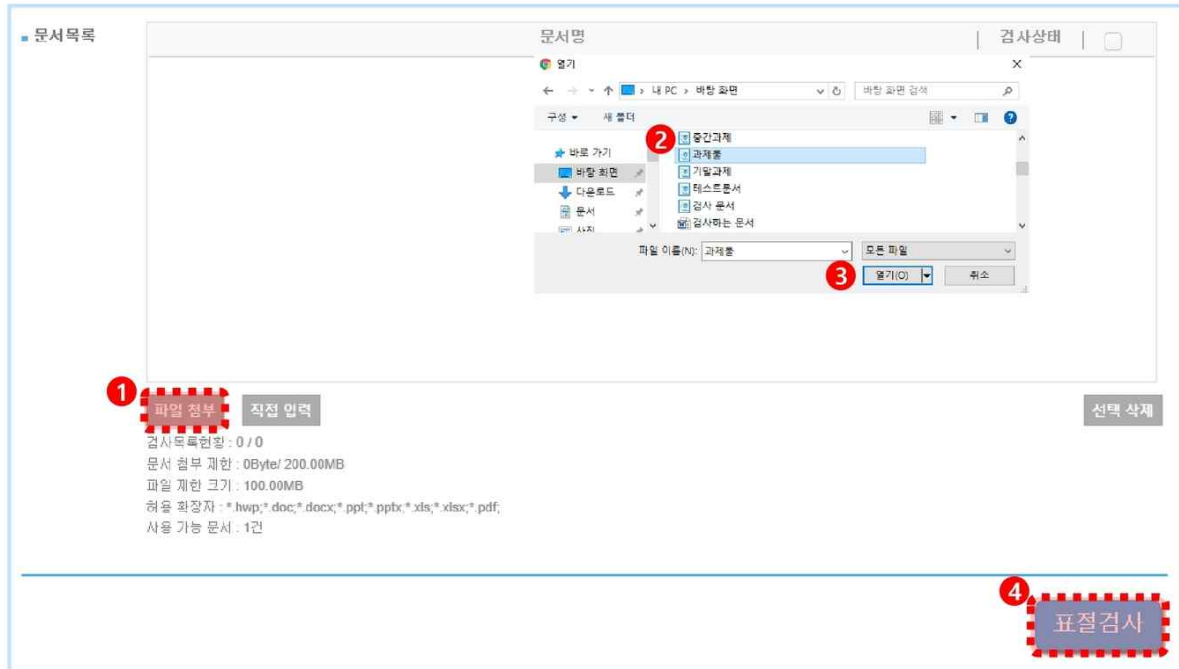 문서목록
문서명 | 검사상태 |
열기
내 PC > 바탕 화면
바탕 화면 검색
구성 새 폴더
2
중간과제
바로 가기
과제물
바탕 화면
기말과제
다운로드
테스트문서
문서
검사 문서
사진
검사하는 문서
파일 이름(N): 과제물
모든 파일
3
열기(O) 취소
1
파일 첨부 직접 입력 선택 삭제
검사목록현황 : 0 / 0
문서 첨부 제한 : 0Byte/ 200.00MB
파일 제한 크기 : 100.00MB
허용 확장자 : *.hwp;*.doc;*.docx;*.ppt;*.pptx,*.xls;*.xlsx;*.pdf;
사용 가능 문서 : 1건
4
표절검사